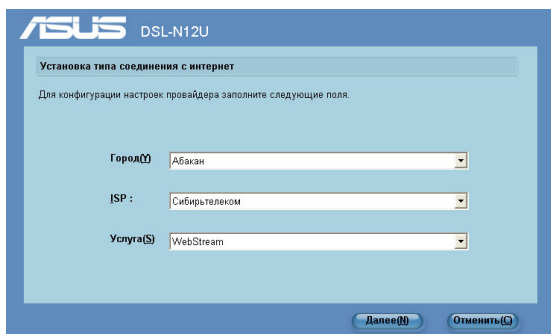 ASUS DSL-N12U
Установка типа соединения с интернет
Для конфигурации настроек провайдера заполните следующие поля.
Город(Y) Абакан
ISP : Сибирьтелеком
Услуга(S) WebStream
Далее(N) Отменить(C)